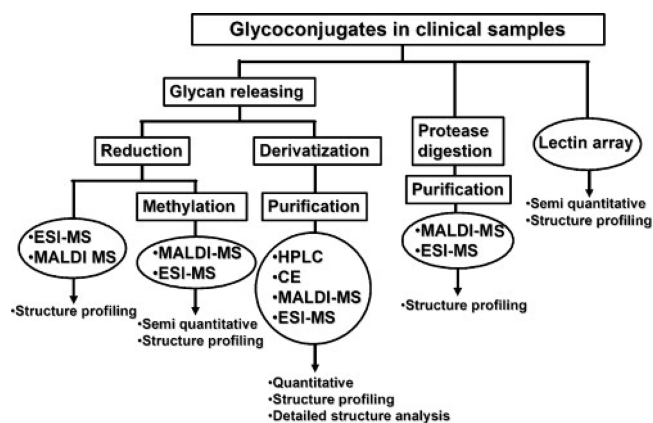 Glycoconjugates in clinical samples
Glycan releasing
Reduction
Derivatization
Protease
digestion
Lectin array
Methylation
Purification
Purification
•ESI-MS
•MALDI MS
•MALDI-MS
•ESI-MS
•HPLC
•CE
•MALDI-MS
•ESI-MS
•MALDI-MS
•ESI-MS
•Semi quantitative
•Structure profiling
•Structure profiling
•Semi quantitative
•Structure profiling
•Structure profiling
•Quantitative
•Structure profiling
•Detailed structure analysis